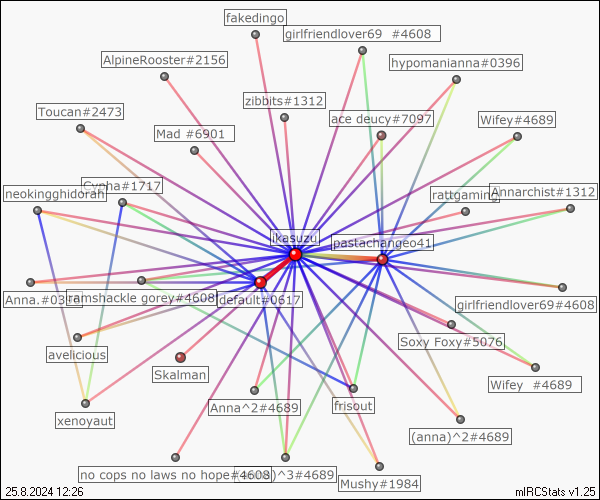 fakedingo
girlfriendlover69 #4608
AlpineRooster#2156
hypomanianna#0396
zibbits#1312
Toucan#2473
ace deucy#7097
Wifey#4689
Mad #6901
Cypha#1717
neokingghidorah
rattgaming
Annarchist#1312
ikasuzu
pastachangeo41
Anna.#031
ramshackle gorey#4608
default#0617
girlfriendlover69#4608
Soxy Foxy#5076
avelicious
Skalman
Wifey #4689
Anna^2#4689
frisout
xenoyaut
(anna)^2#4689
no cops no laws no hope#4608
)^3#4689
Mushy#1984
25.8.2024 12:26
mIRCStats v1.25